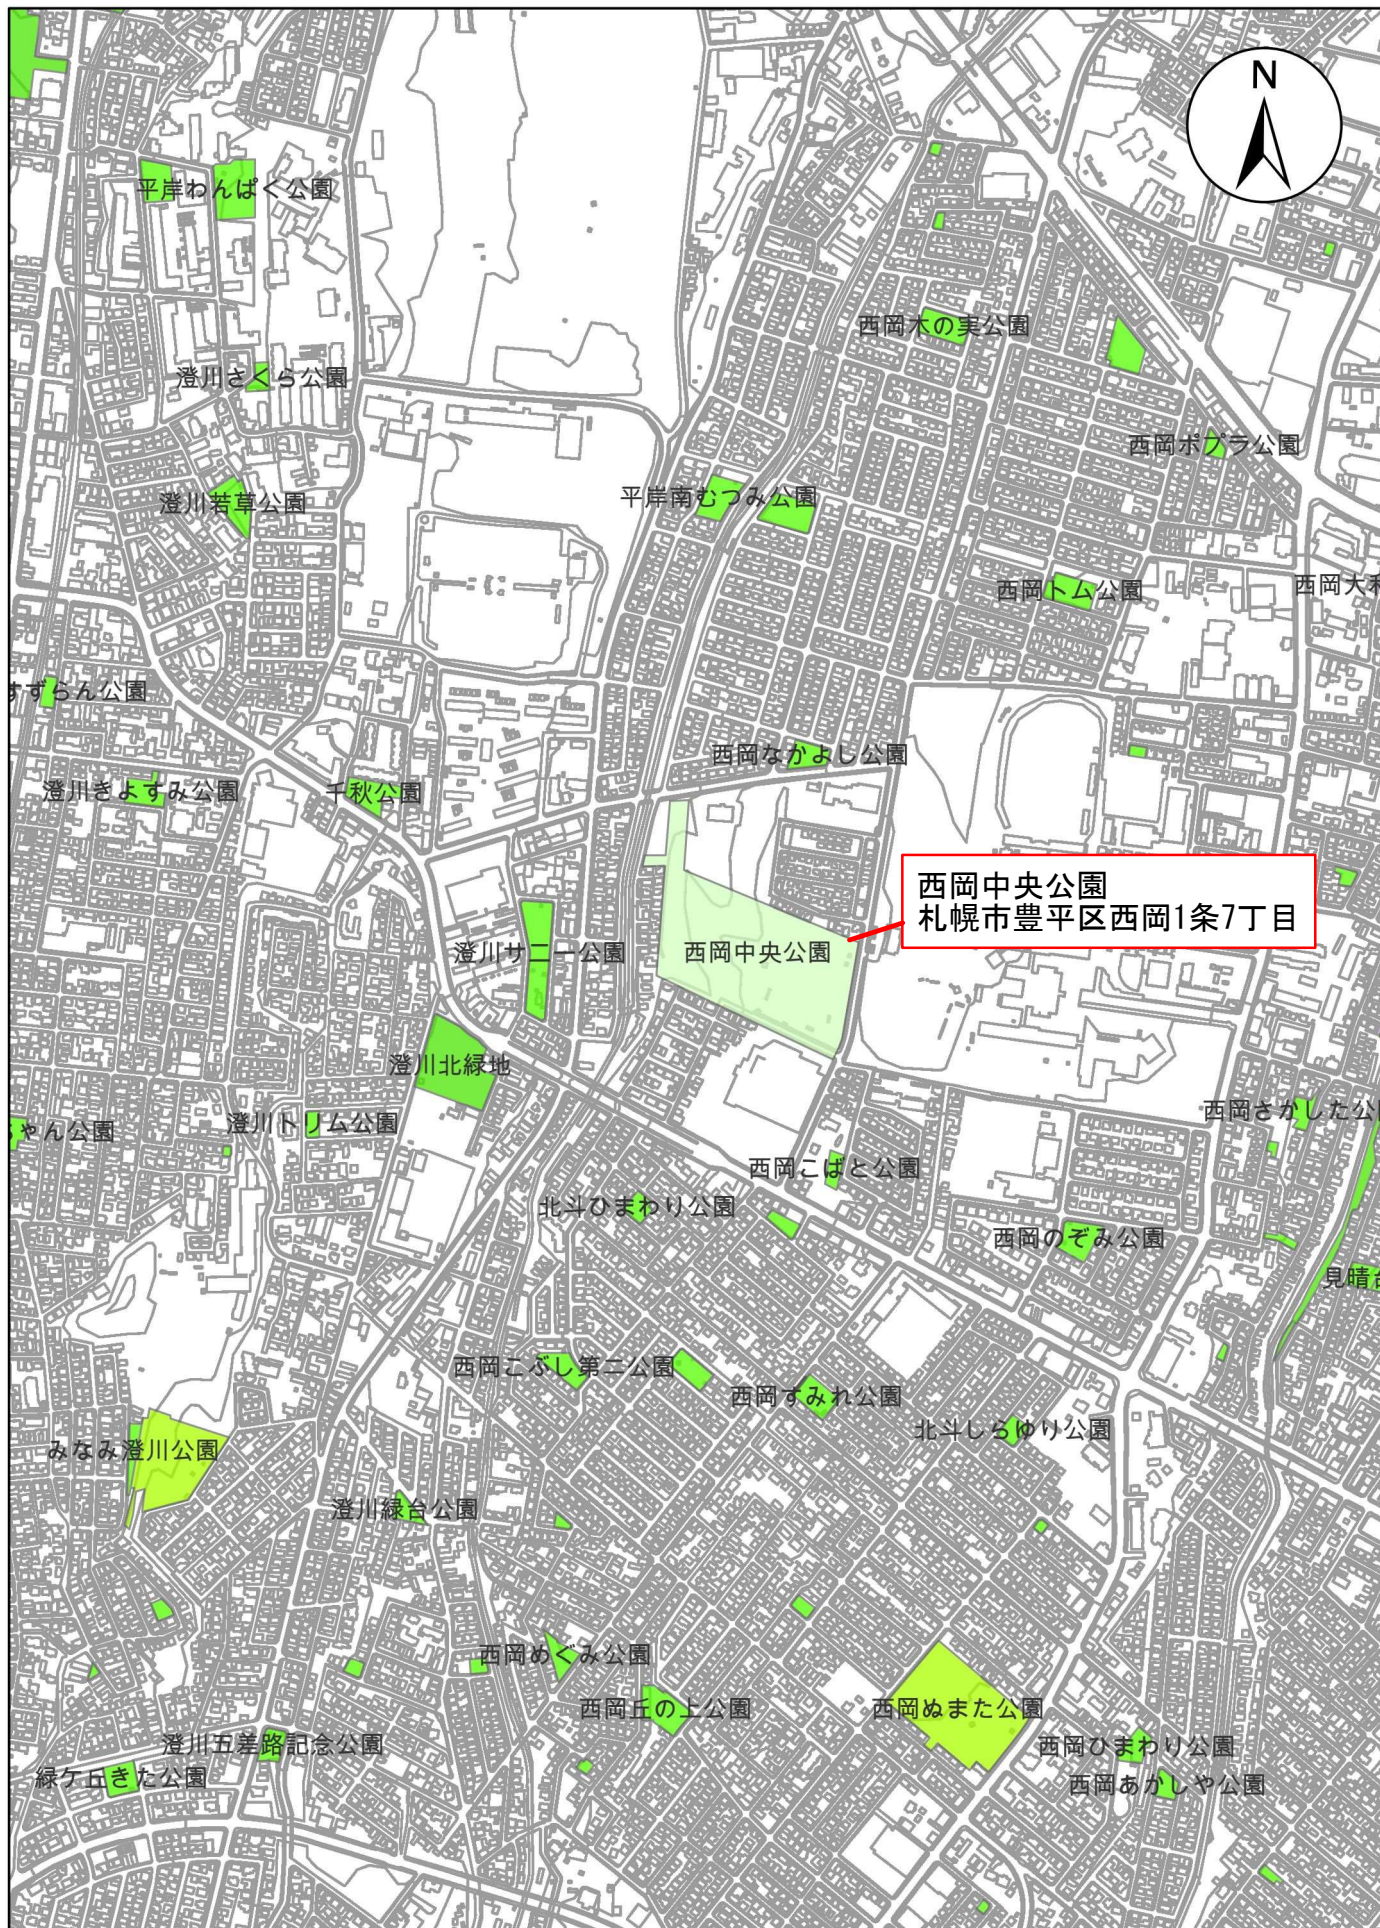 N
平岸わんぱく公園
西岡木の実公園
澄川さくら公園
西岡ポプラ公園
澄川若草公園
平岸南むつみ公園
西岡トム公園
西岡大和
すずらん公園
西岡なかよし公園
澄川きよすみ公園
千秋公園
西岡中央公園
札幌市豊平区西岡1条7丁目
澄川サニー公園
西岡中央公園
澄川北緑地
西岡さかした公園
澄川トリム公園
ちゃん公園
西岡こばと公園
北斗ひまわり公園
西岡のぞみ公園
見晴台
西岡こぶし第二公園
西岡すみれ公園
北斗しらゆり公園
みなみ澄川公園
澄川緑台公園
西岡めぐみ公園
西岡丘の上公園
西岡ぬまた公園
澄川五差路記念公園
西岡ひまわり公園
緑ケ丘きた公園
西岡あかしや公園